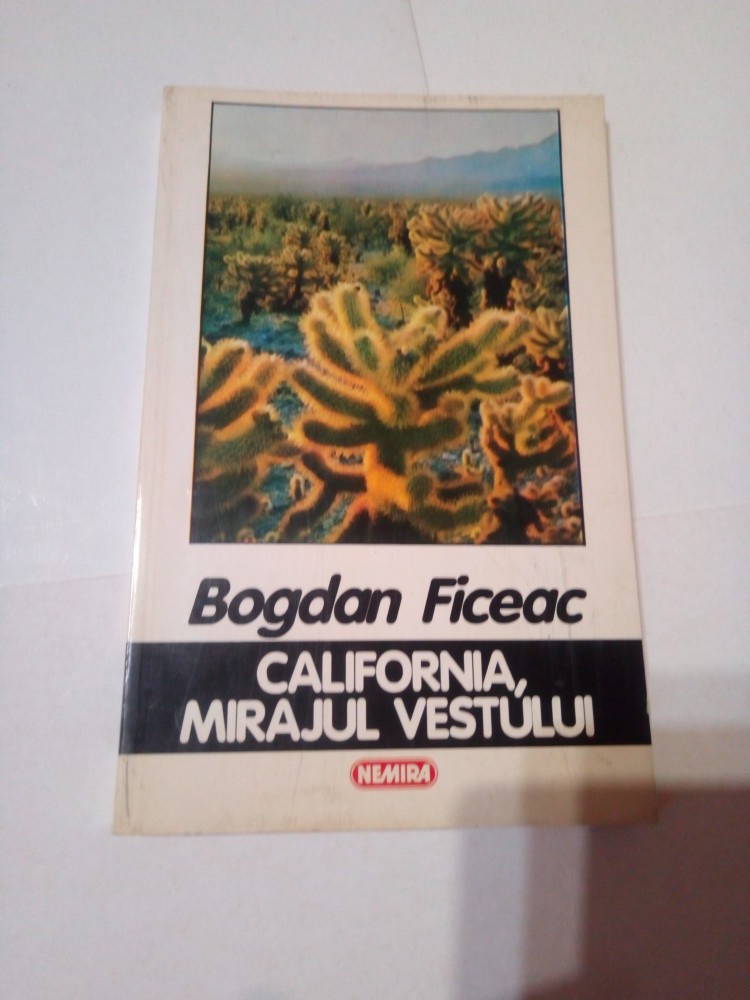 Bogdan Ficeac
CALIFORNIA,
MIRAJUL VESTULUI
NEMIRA